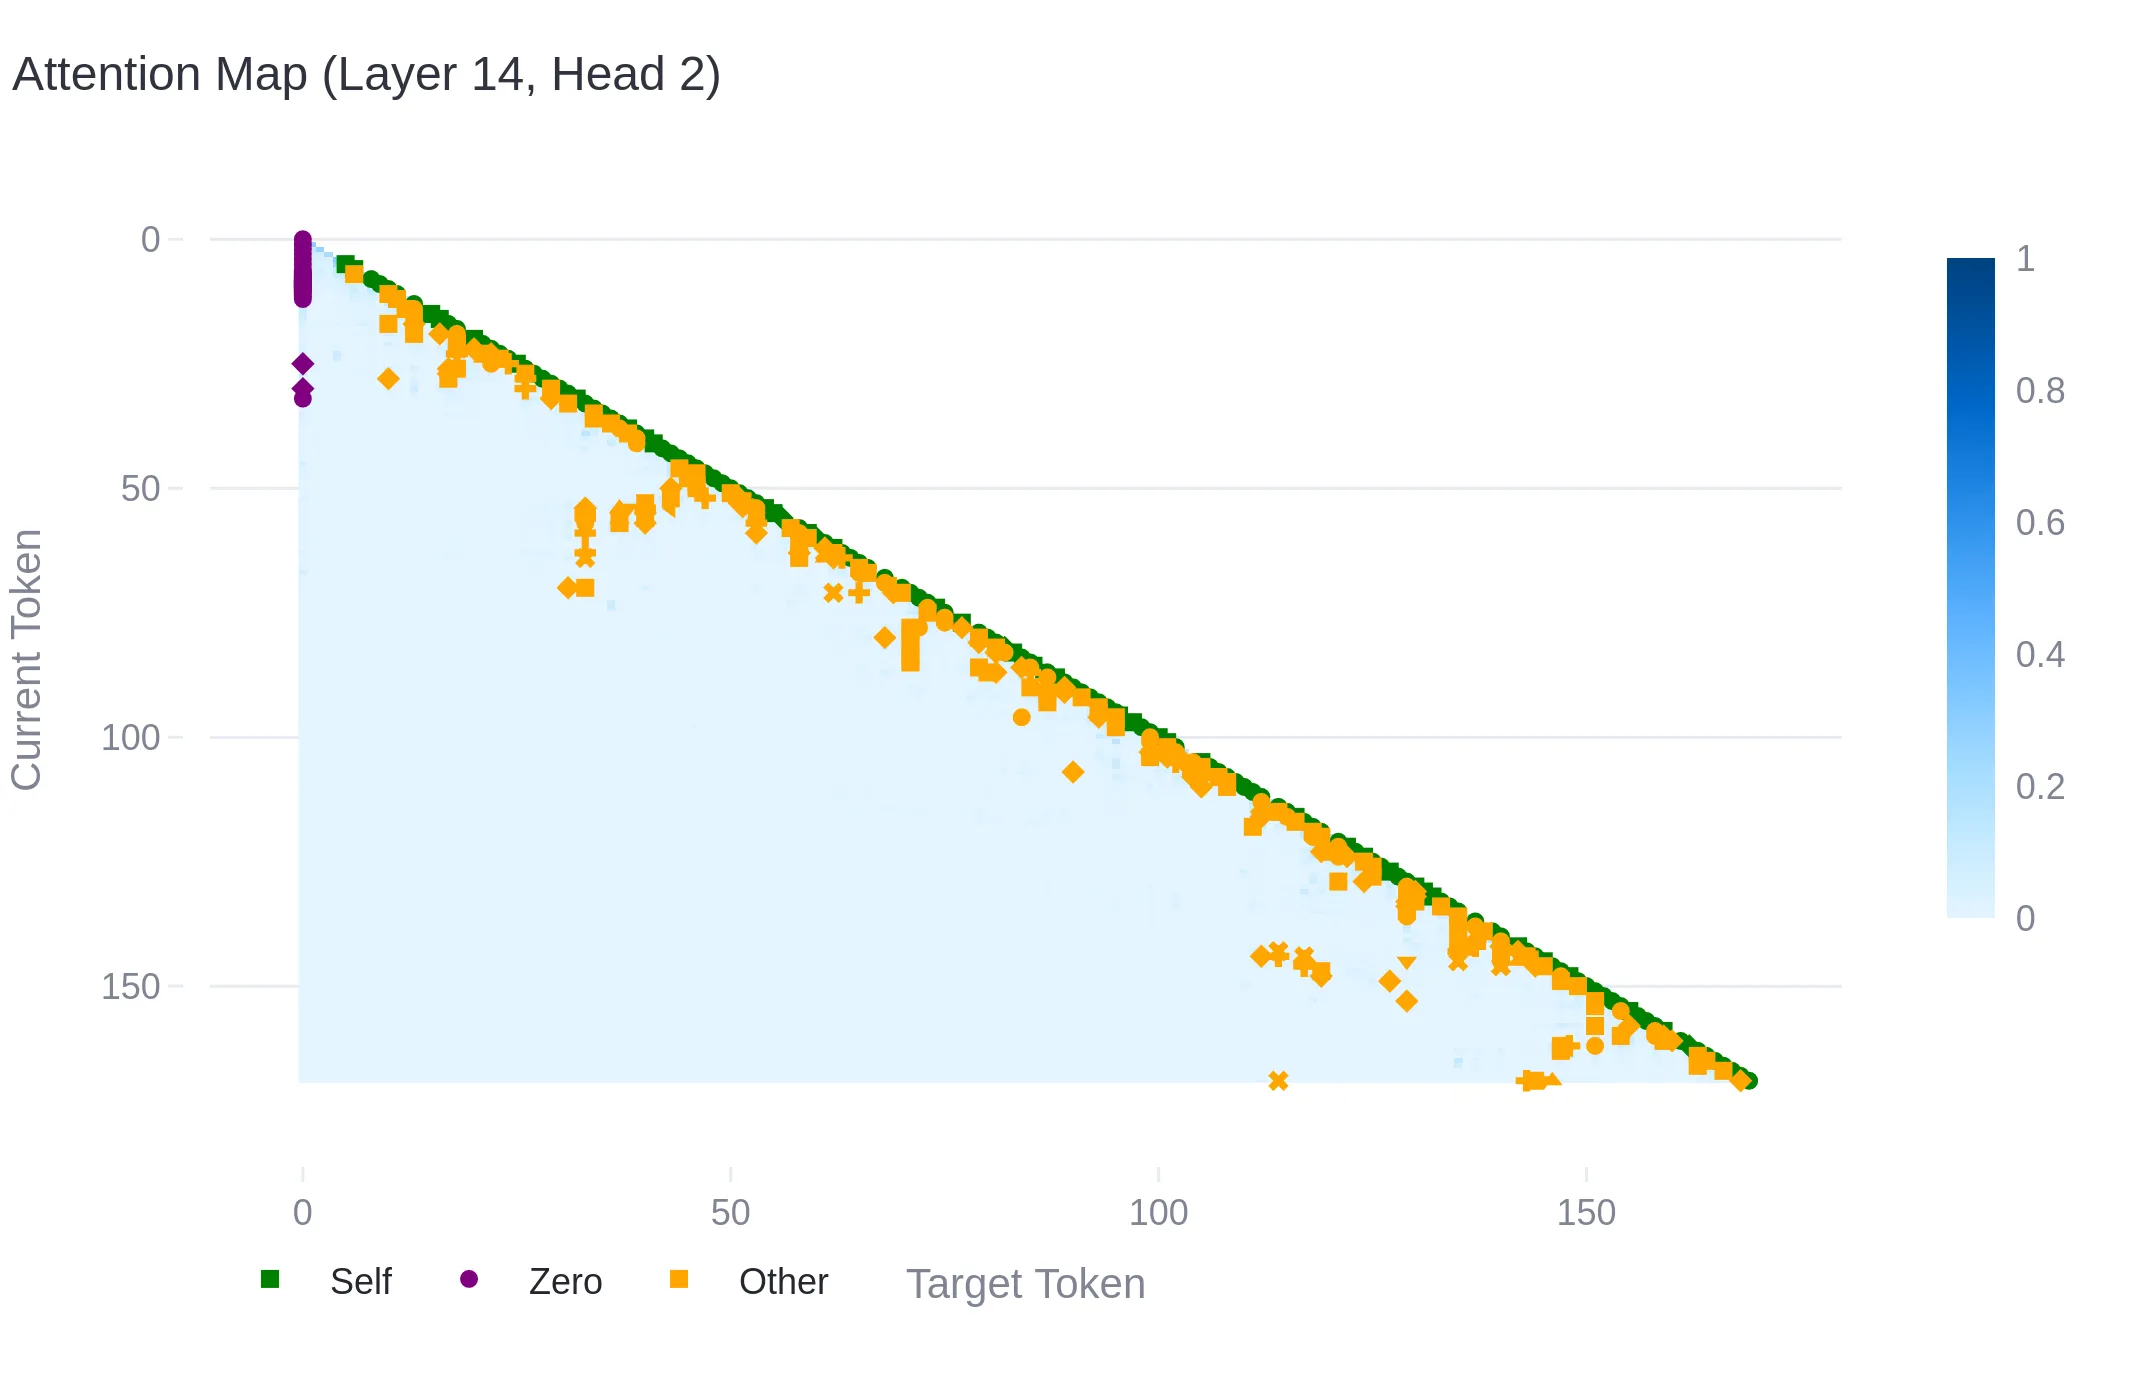 Attention Map (Layer 14, Head 2)
0
50
100
150
Current Token
1
0.8
0.6
0.4
0.2
0
0 50 100 150
Self Zero Other Target Token